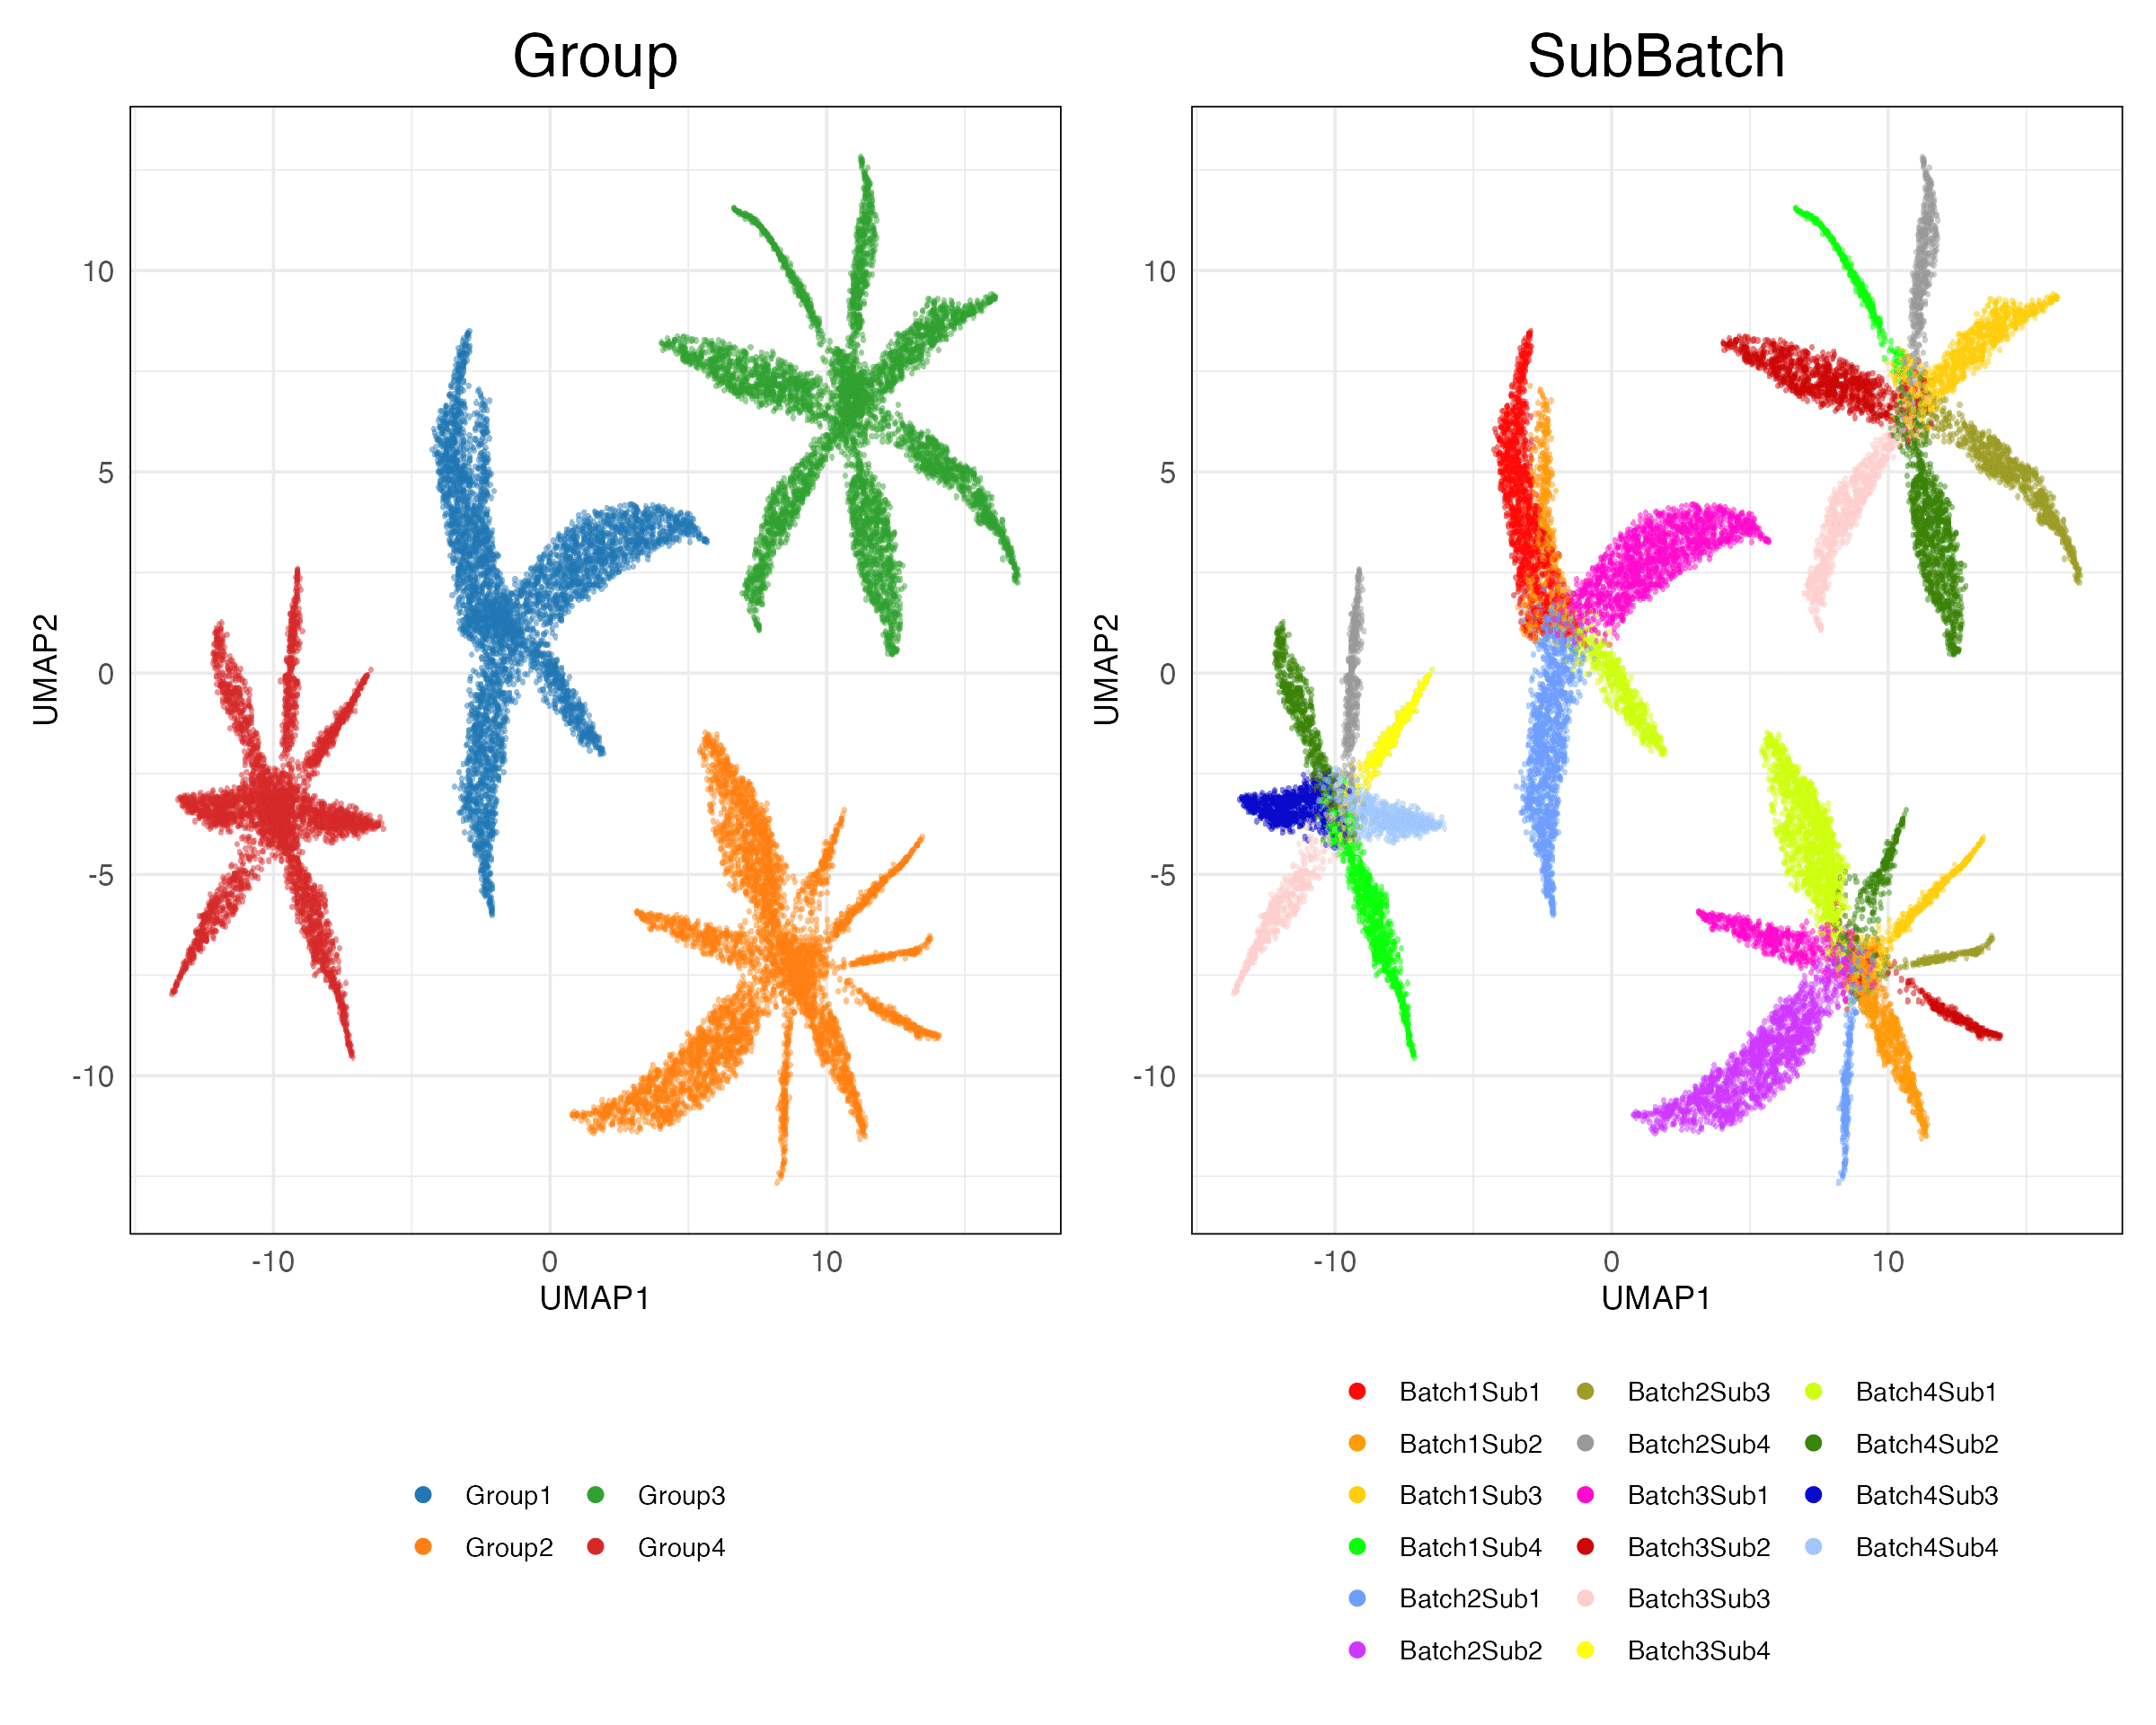 Group
SubBatch
10
5
0
-5
-10
UMAP2
-10 0 10
UMAP1
10
5
0
-5
-10
UMAP2
-10 0 10
UMAP1
Group1 Group3
Group2 Group4
Batch1Sub1 Batch2Sub3 Batch4Sub1
Batch1Sub2 Batch2Sub4 Batch4Sub2
Batch1Sub3 Batch3Sub1 Batch4Sub3
Batch1Sub4 Batch3Sub2 Batch4Sub4
Batch2Sub1 Batch3Sub3
Batch2Sub2 Batch3Sub4